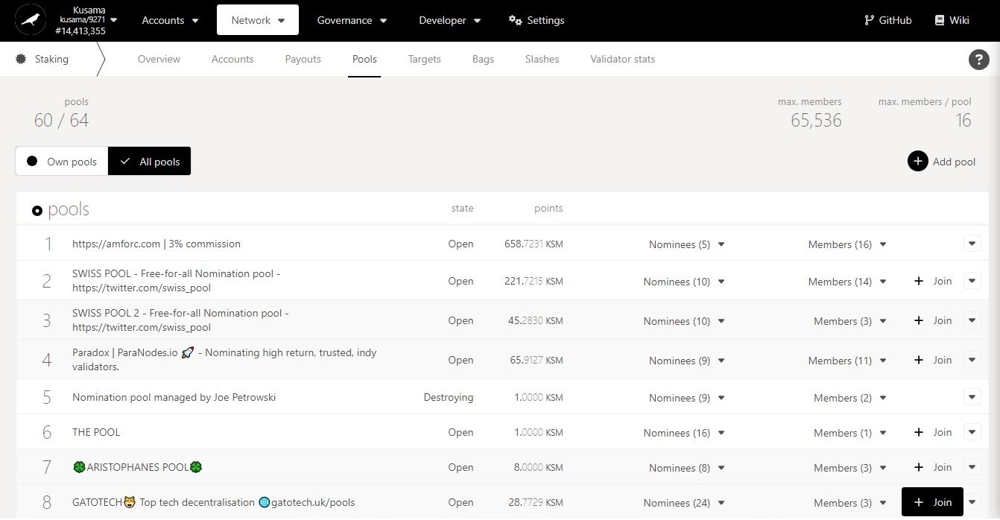 Kusama
kusama/9271
#14,413,355
Accounts
Network
Governance
Developer
Settings
GitHub
Wiki
Staking
Overview
Accounts
Payouts
Pools
Targets
Bags
Slashes
Validator stats
?
pools
60 / 64
max. members
65,536
max. members / pool
16
Own pools
All pools
Add pool
pools
state
points
1
https://amforc.com | 3% commission
Open
658.7231 KSM
Nominees (5)
Members (16)
2
SWISS POOL - Free-for-all Nomination pool -
https://twitter.com/swiss_pool
Open
221.7215 KSM
Nominees (10)
Members (14)
Join
3
SWISS POOL 2 - Free-for-all Nomination pool -
https://twitter.com/swiss_pool
Open
45.2830 KSM
Nominees (10)
Members (3)
Join
4
Paradox | ParaNodes.io 🚀 - Nominating high return, trusted, indy
validators.
Open
65.9127 KSM
Nominees (9)
Members (11)
Join
5
Nomination pool managed by Joe Petrowski
Destroying
1.0000 KSM
Nominees (9)
Members (2)
6
THE POOL
Open
1.0000 KSM
Nominees (16)
Members (1)
Join
7
🍀ARISTOPHANES POOL🍀
Open
8.0000 KSM
Nominees (8)
Members (3)
Join
8
GATOTECH😸 Top tech decentralisation 🌐gatotech.uk/pools
Open
28.7729 KSM
Nominees (24)
Members (3)
Join